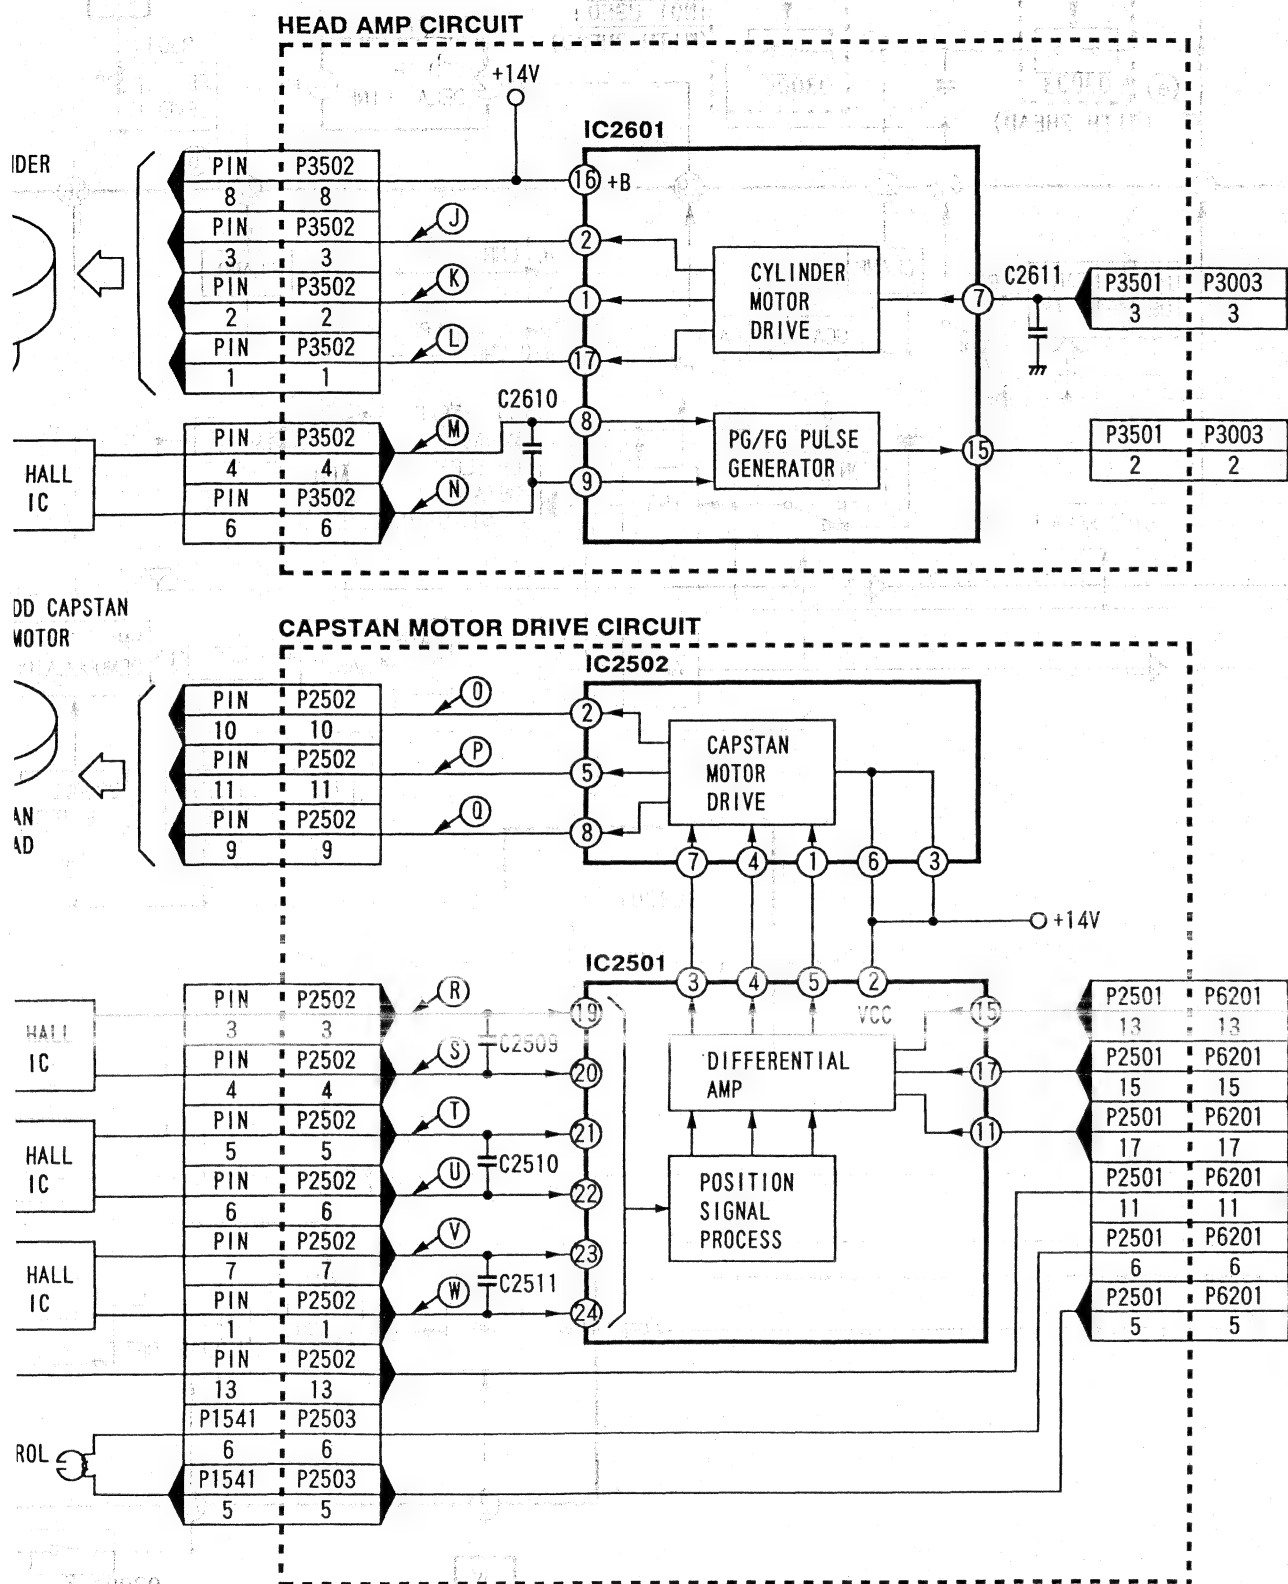 HEAD AMP CIRCUIT
+14V
IC2601
IDER
PIN P3502
8 8
16 +B
PIN P3502
3 3
J
2
PIN P3502
2 2
K
1
PIN P3502
1 1
L
17
CYLINDER
MOTOR
DRIVE
7
C2611
P3501 P3003
3 3
C2610
HALL
IC
PIN P3502
4 4
M
8
PIN P3502
6 6
N
9
PG/FG PULSE
GENERATOR
15
P3501 P3003
2 2
DD CAPSTAN
MOTOR
CAPSTAN MOTOR DRIVE CIRCUIT
IC2502
PIN P2502
10 10
O
2
PIN P2502
11 11
P
5
AN
AD
PIN P2502
9 9
Q
8
CAPSTAN
MOTOR
DRIVE
7 4 1 6 3
+14V
IC2501
3 4 5 2
VCC
HALL
IC
PIN P2502
3 3
R
19
C2509
PIN P2502
4 4
S
20
HALL
IC
PIN P2502
5 5
T
21
C2510
PIN P2502
6 6
U
22
HALL
IC
PIN P2502
7 7
V
23
C2511
PIN P2502
1 1
W
24
DIFFERENTIAL
AMP
POSITION
SIGNAL
PROCESS
15
17
11
P2501 P6201
13 13
P2501 P6201
15 15
P2501 P6201
17 17
P2501 P6201
11 11
P2501 P6201
6 6
P2501 P6201
5 5
PIN P2502
13 13
ROL
P1541 P2503
6 6
P1541 P2503
5 5